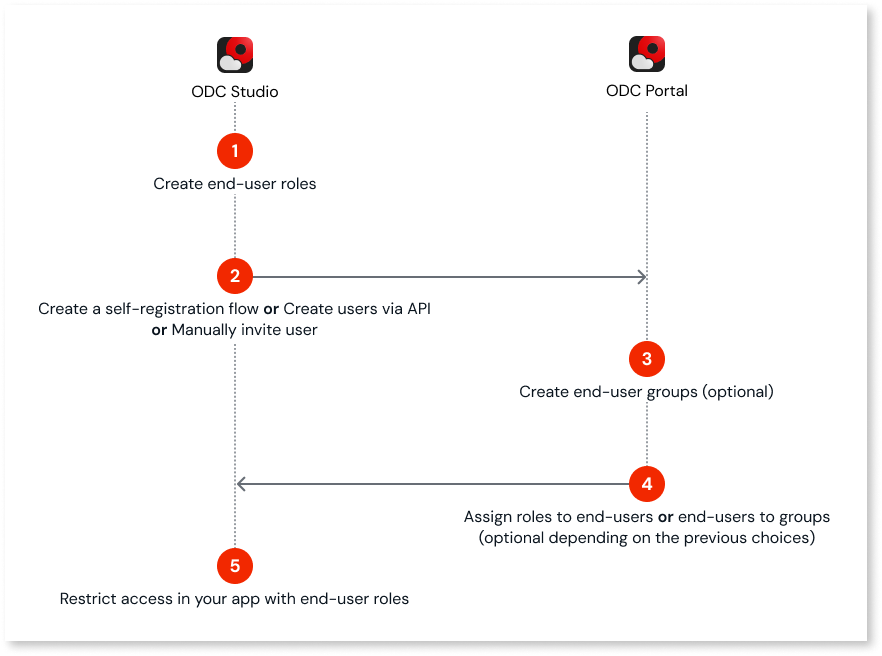 ODC Studio
ODC Portal
1
Create end-user roles
2
Create a self-registration flow or Create users via API
or Manually invite user
3
Create end-user groups (optional)
4
Assign roles to end-users or end-users to groups
(optional depending on the previous choices)
5
Restrict access in your app with end-user roles